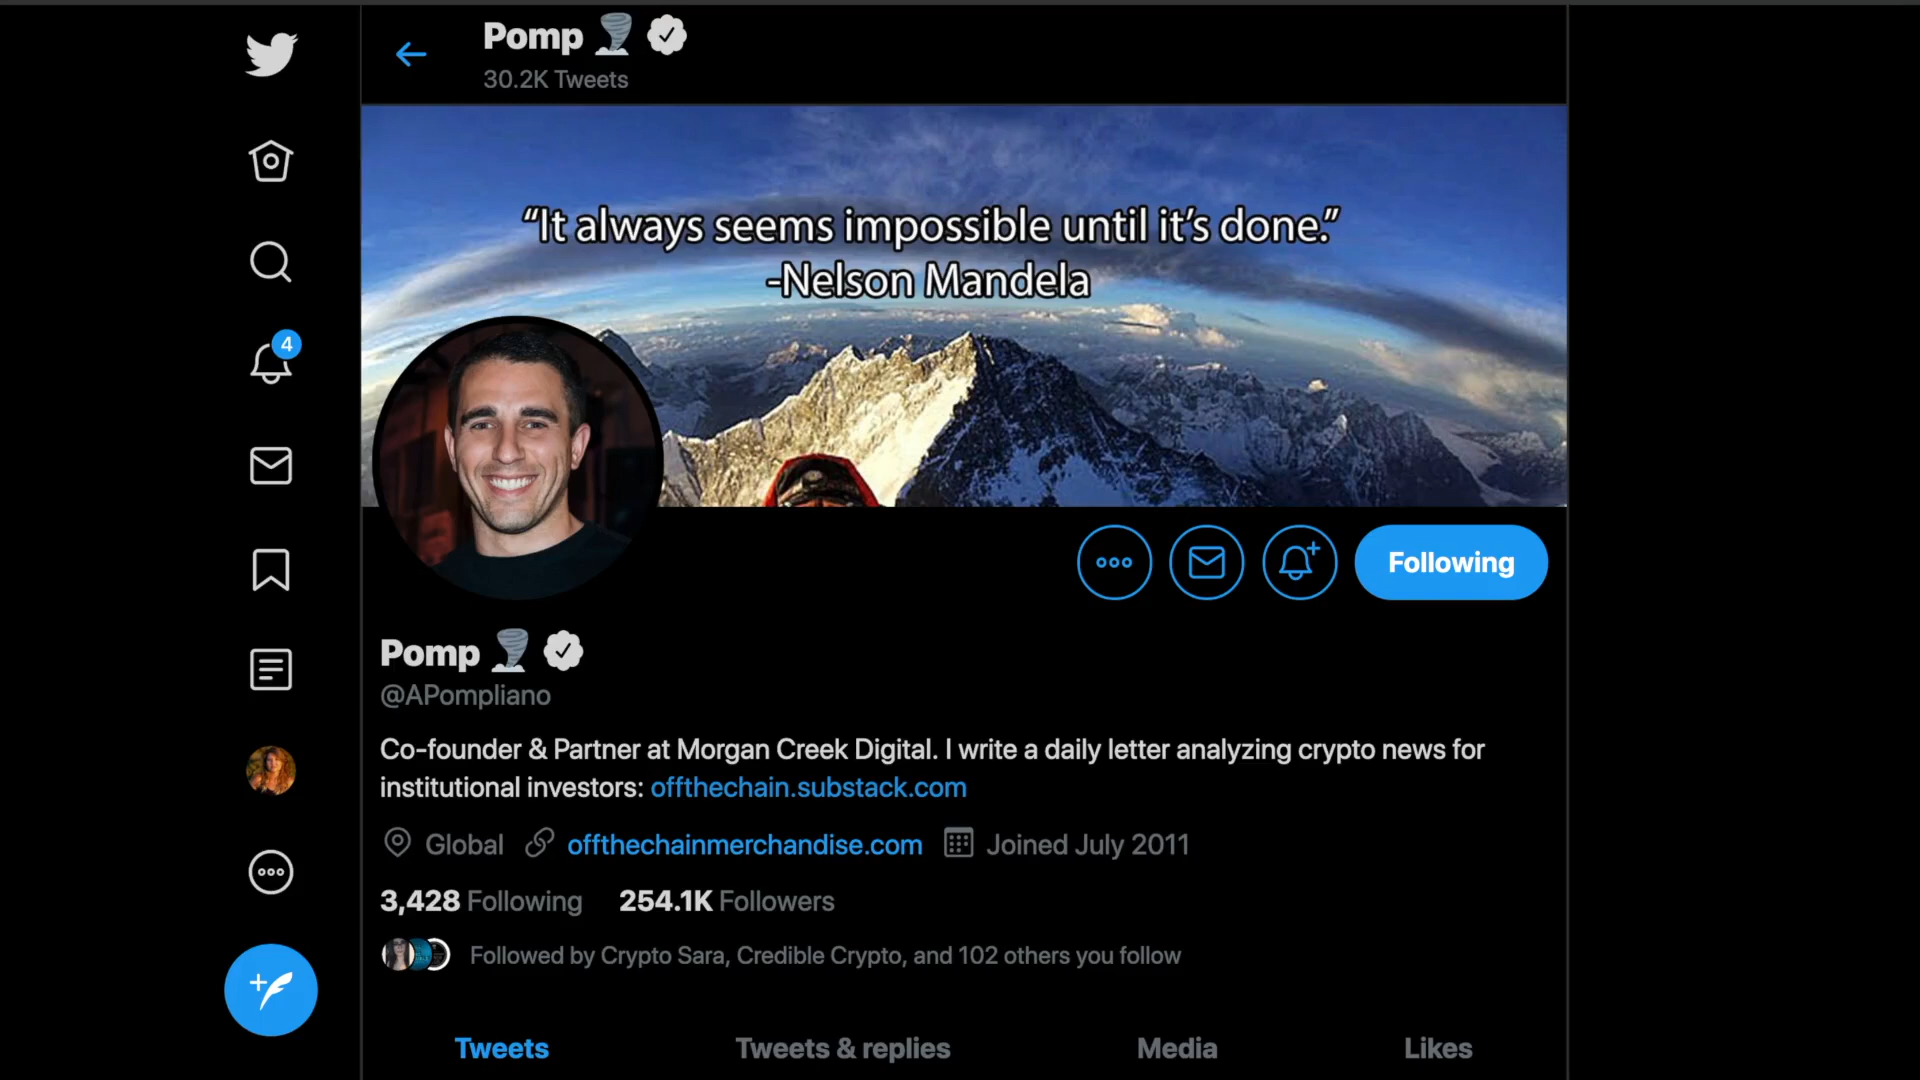 Pomp
30.2K Tweets
“It always seems impossible until it’s done.”
-Nelson Mandela
4
Following
Pomp
@APompliano
Co-founder & Partner at Morgan Creek Digital. I write a daily letter analyzing crypto news for
institutional investors: offthechain.substack.com
Global offthechainmerchandise.com Joined July 2011
3,428 Following 254.1K Followers
Followed by Crypto Sara, Credible Crypto, and 102 others you follow
Tweets Tweets & replies Media Likes